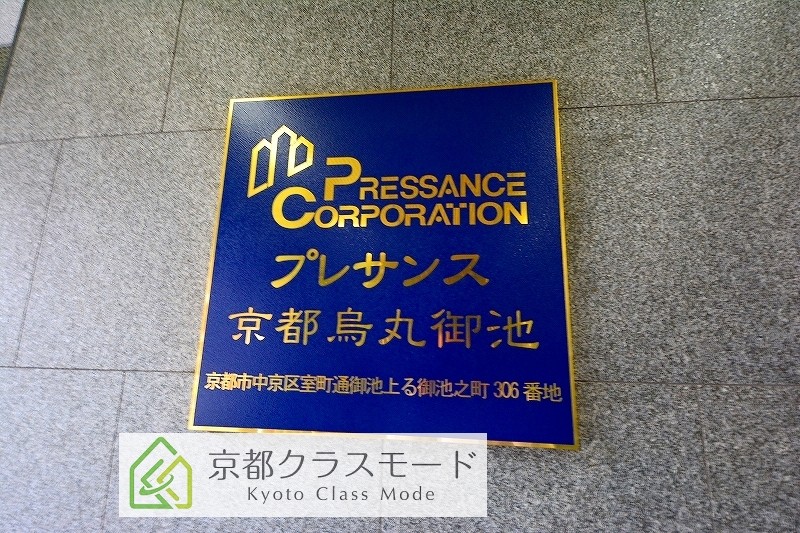 PRESSANCE
CORPORATION
プレサンス
京都烏丸御池
京都市中京区室町通御池上る御池之町306番地
京都クラスモード
Kyoto Class Mode